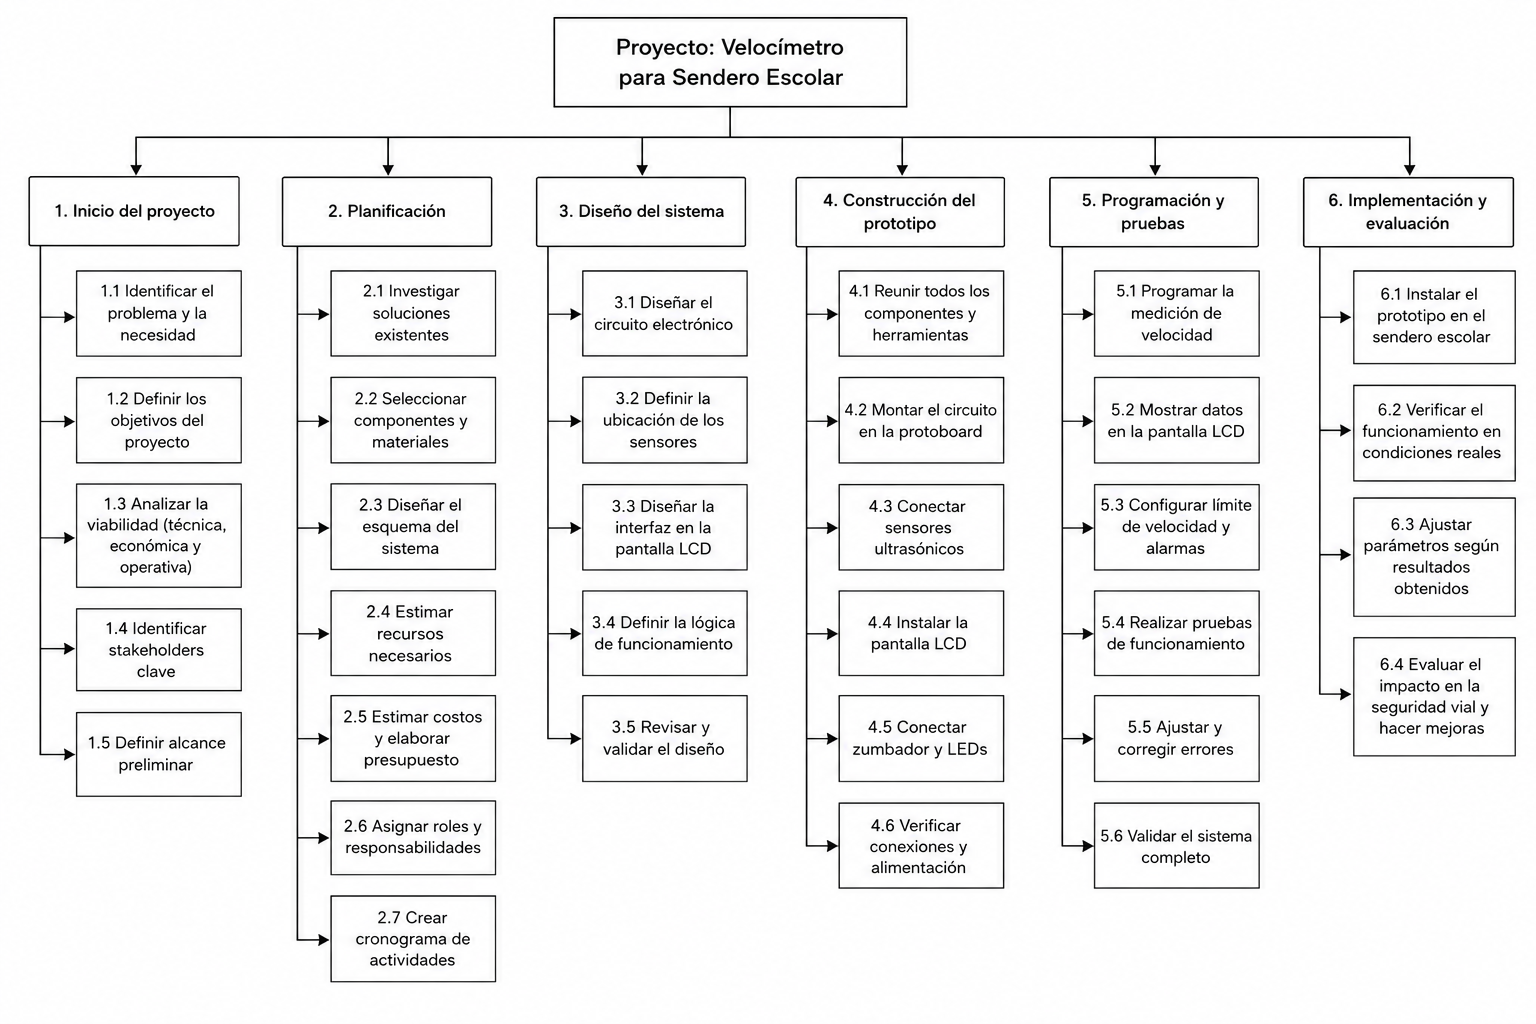 Proyecto: Velocímetro
para Sendero Escolar
1. Inicio del proyecto
1.1 Identificar el
problema y la
necesidad
1.2 Definir los
objetivos del
proyecto
1.3 Analizar la
viabilidad (técnica,
económica y
operativa)
1.4 Identificar
stakeholders
clave
1.5 Definir alcance
preliminar
2. Planificación
2.1 Investigar
soluciones
existentes
2.2 Seleccionar
componentes y
materiales
2.3 Diseñar el
esquema del
sistema
2.4 Estimar
recursos
necesarios
2.5 Estimar costos
y elaborar
presupuesto
2.6 Asignar roles y
responsabilidades
2.7 Crear
cronograma de
actividades
3. Diseño del sistema
3.1 Diseñar el
circuito electrónico
3.2 Definir la
ubicación de los
sensores
3.3 Diseñar la
interfaz en la
pantalla LCD
3.4 Definir la lógica
de funcionamiento
3.5 Revisar y
validar el diseño
4. Construcción del
prototipo
4.1 Reunir todos los
componentes y
herramientas
4.2 Montar el circuito
en la protoboard
4.3 Conectar
sensores
ultrasónicos
4.4 Instalar la
pantalla LCD
4.5 Conectar
zumbador y LEDs
4.6 Verificar
conexiones y
alimentación
5. Programación y
pruebas
5.1 Programar la
medición de
velocidad
5.2 Mostrar datos
en la pantalla LCD
5.3 Configurar límite
de velocidad y
alarmas
5.4 Realizar pruebas
de funcionamiento
5.5 Ajustar y
corregir errores
5.6 Validar el sistema
completo
6. Implementación y
evaluación
6.1 Instalar el
prototipo en el
sendero escolar
6.2 Verificar el
funcionamiento en
condiciones reales
6.3 Ajustar
parámetros según
resultados
obtenidos
6.4 Evaluar el
impacto en la
seguridad vial y
hacer mejoras